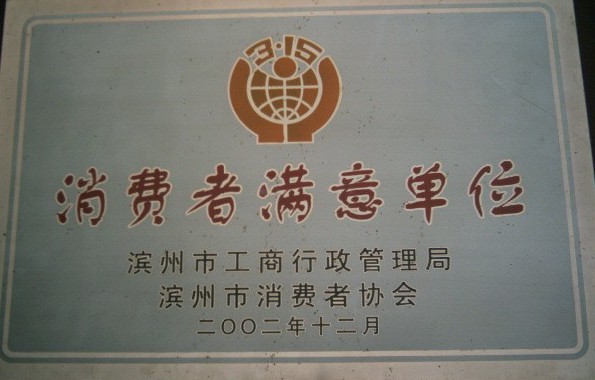 3·15
消费者满意单位
滨州市工商行政管理局
滨州市消费者协会
二〇〇二年十二月